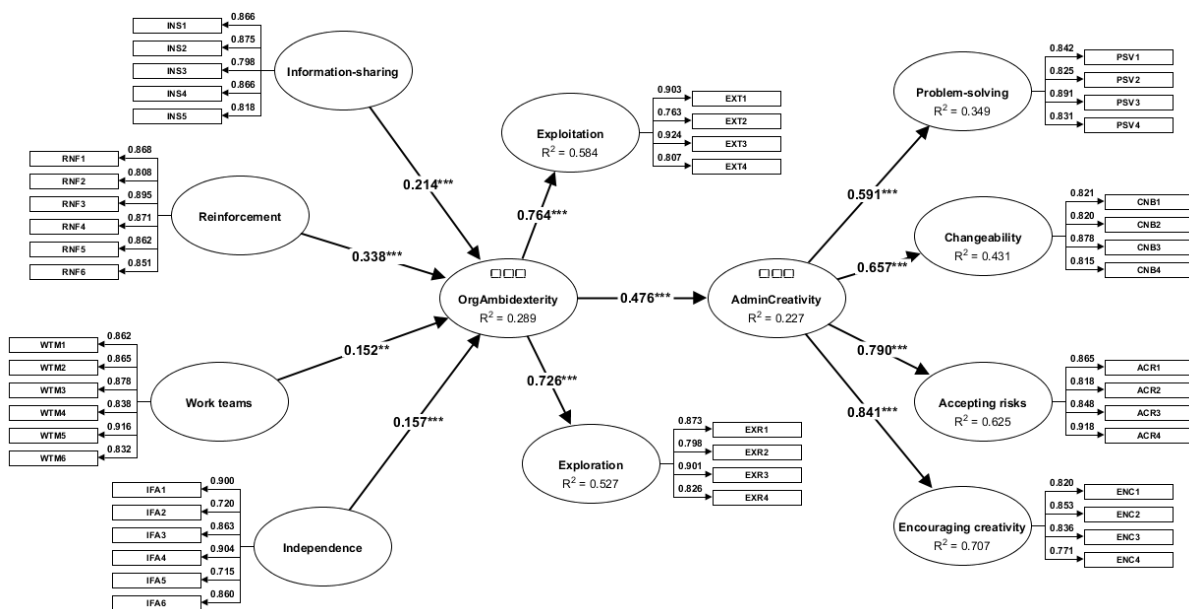 0.866
INS1
0.875
INS2
0.798
INS3
0.866
INS4
0.818
INS5
Information-sharing
0.868
RNF1
0.808
RNF2
0.895
RNF3
0.871
RNF4
0.862
RNF5
0.851
RNF6
Reinforcement
0.862
WTM1
0.865
WTM2
0.878
WTM3
0.838
WTM4
0.916
WTM5
0.832
WTM6
Work teams
0.900
IFA1
0.720
IFA2
0.863
IFA3
0.904
IFA4
0.715
IFA5
0.860
IFA6
Independence
0.214***
0.338***
0.152**
0.157***
OrgAmbidexterity
R² = 0.289
0.764***
Exploitation
R² = 0.584
0.903
EXT1
0.763
EXT2
0.924
EXT3
0.807
EXT4
0.726***
Exploration
R² = 0.527
0.873
EXR1
0.798
EXR2
0.901
EXR3
0.826
EXR4
0.476***
AdminCreativity
R² = 0.227
0.591***
0.657***
0.790***
0.841***
Problem-solving
R² = 0.349
0.842
PSV1
0.825
PSV2
0.891
PSV3
0.831
PSV4
Changeability
R² = 0.431
0.821
CNB1
0.820
CNB2
0.878
CNB3
0.815
CNB4
Accepting risks
R² = 0.625
0.865
ACR1
0.818
ACR2
0.848
ACR3
0.918
ACR4
Encouraging creativity
R² = 0.707
0.820
ENC1
0.853
ENC2
0.836
ENC3
0.771
ENC4